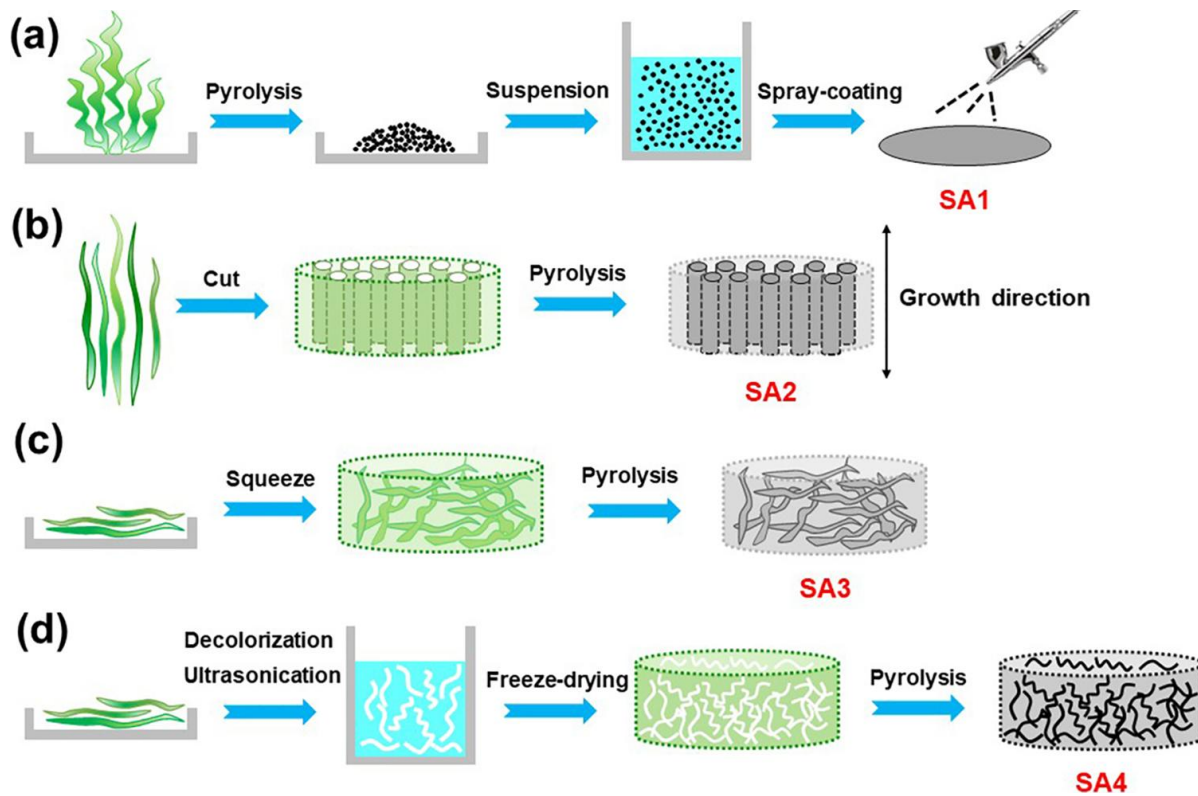 (a)
Pyrolysis
Suspension
Spray-coating
SA1
(b)
Cut
Pyrolysis
Growth direction
SA2
(c)
Squeeze
Pyrolysis
SA3
(d)
Decolorization
Ultrasonication
Freeze-drying
Pyrolysis
SA4